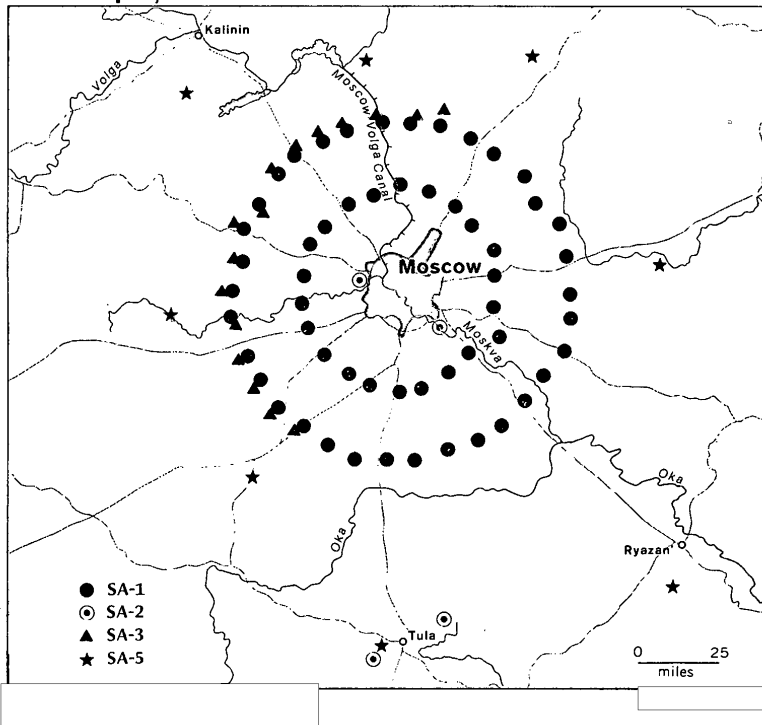 Kalinin
Volga
Moscow Volga Canal
Moscow
Moskva
Oka
Oka
Ryazan'
Tula
SA-1
SA-2
SA-3
SA-5
0 25
miles